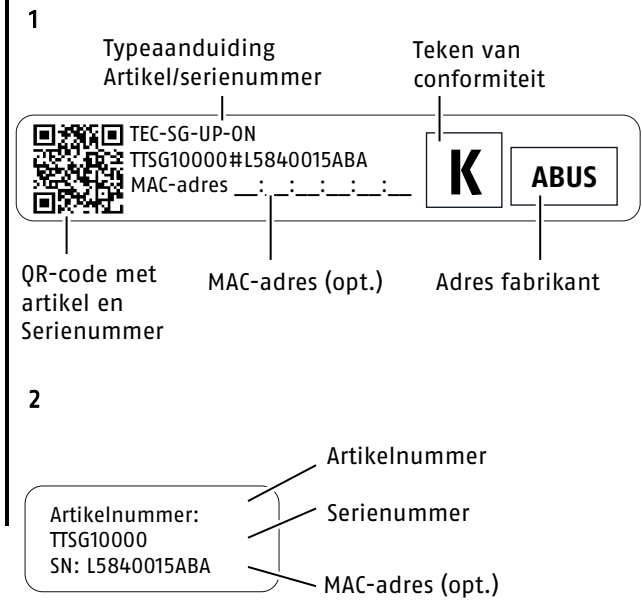 1
Typeaanduiding
Artikel/serienummer
Teken van
conformiteit
TEC-SG-UP-ON
TTSG10000#L5840015ABA
MAC-adres __:__:__:__:__:__
K
ABUS
QR-code met
artikel en
Serienummer
MAC-adres (opt.)
Adres fabrikant
2
Artikelnummer
Artikelnummer:
Serienummer
TTSG10000
SN: L5840015ABA
MAC-adres (opt.)